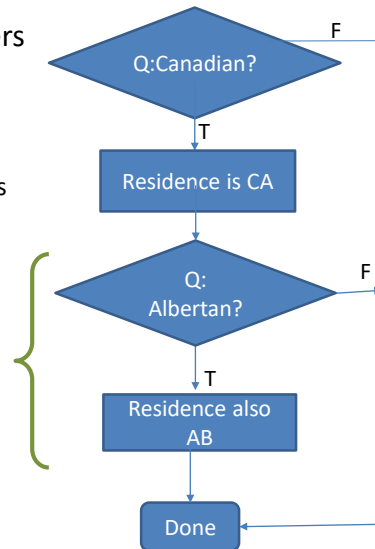 F
Q:Canadian?
T
Residence is CA
Q:
Albertan?
F
T
Residence also
AB
Done